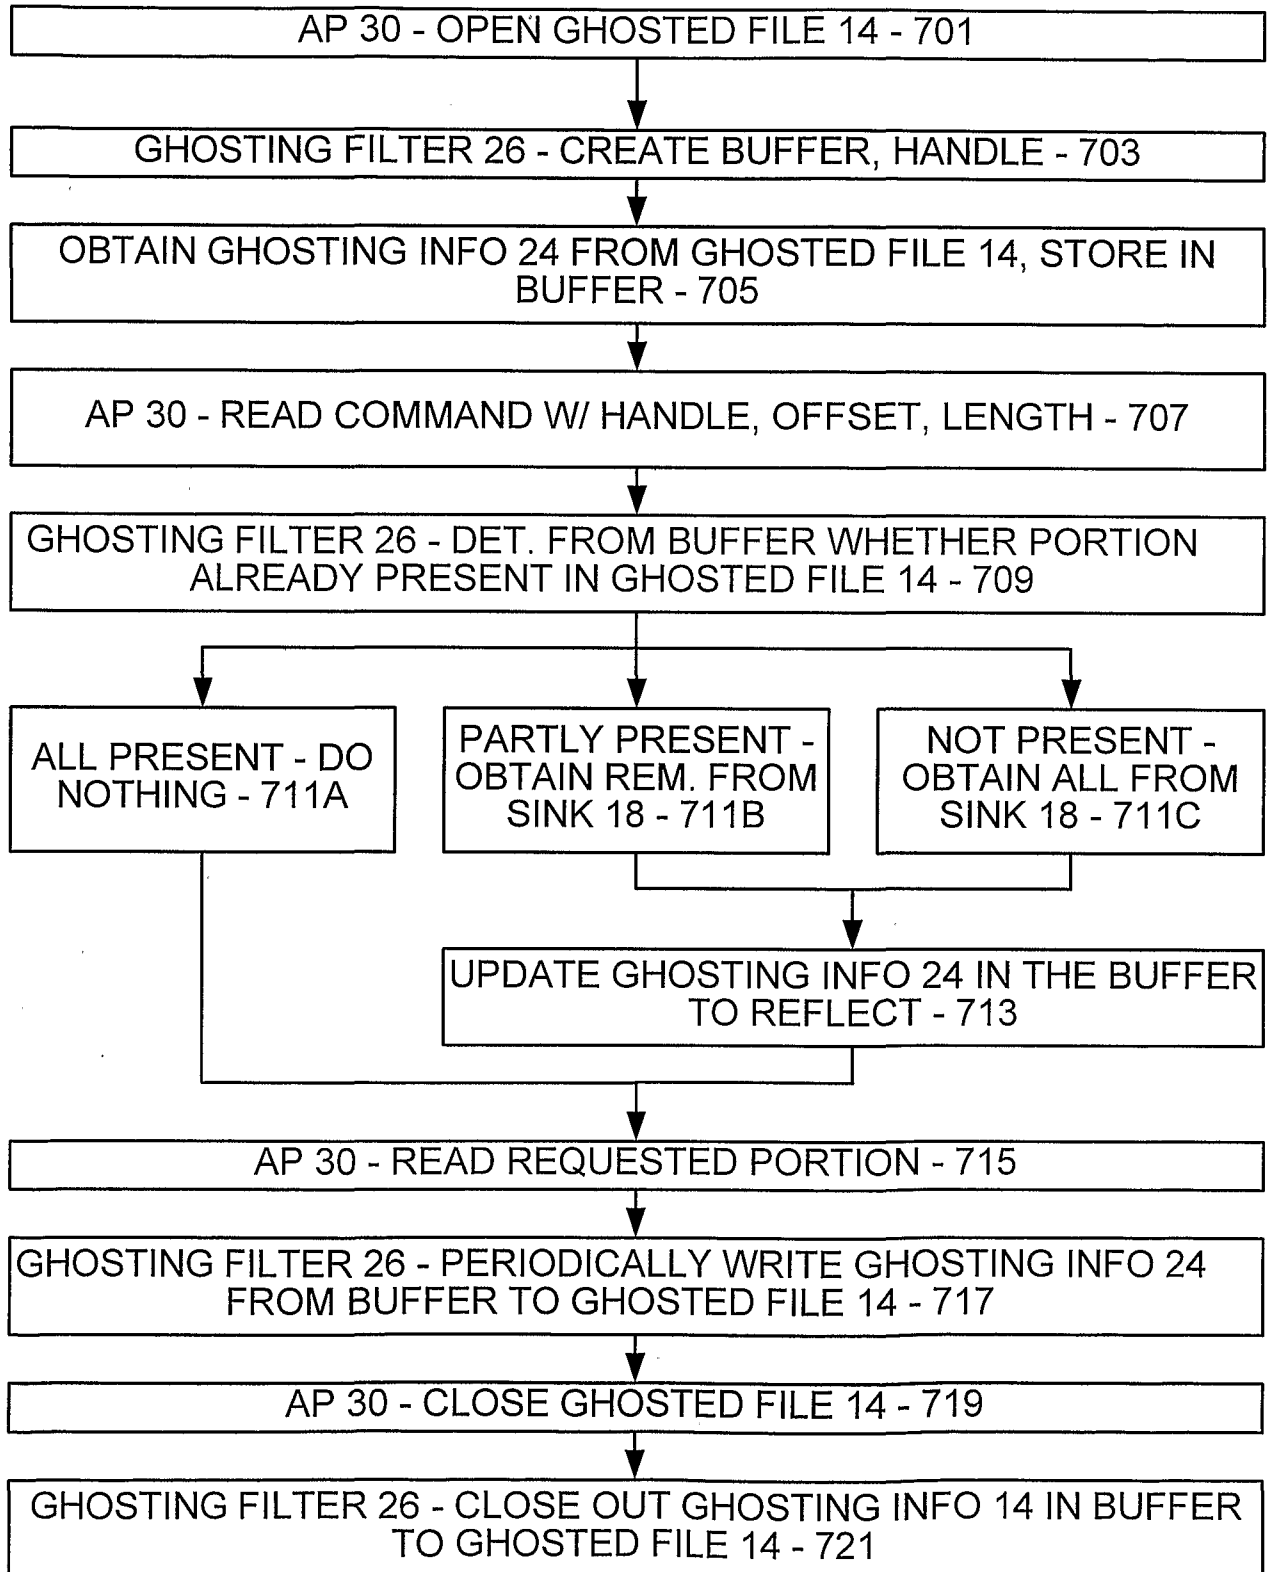 AP 30 - OPEN GHOSTED FILE 14 - 701
GHOSTING FILTER 26 - CREATE BUFFER, HANDLE - 703
OBTAIN GHOSTING INFO 24 FROM GHOSTED FILE 14, STORE IN
BUFFER - 705
AP 30 - READ COMMAND W/ HANDLE, OFFSET, LENGTH - 707
GHOSTING FILTER 26 - DET. FROM BUFFER WHETHER PORTION
ALREADY PRESENT IN GHOSTED FILE 14 - 709
ALL PRESENT - DO
NOTHING - 711A
PARTLY PRESENT -
OBTAIN REM. FROM
SINK 18 - 711B
NOT PRESENT -
OBTAIN ALL FROM
SINK 18 - 711C
UPDATE GHOSTING INFO 24 IN THE BUFFER
TO REFLECT - 713
AP 30 - READ REQUESTED PORTION - 715
GHOSTING FILTER 26 - PERIODICALLY WRITE GHOSTING INFO 24
FROM BUFFER TO GHOSTED FILE 14 - 717
AP 30 - CLOSE GHOSTED FILE 14 - 719
GHOSTING FILTER 26 - CLOSE OUT GHOSTING INFO 14 IN BUFFER
TO GHOSTED FILE 14 - 721